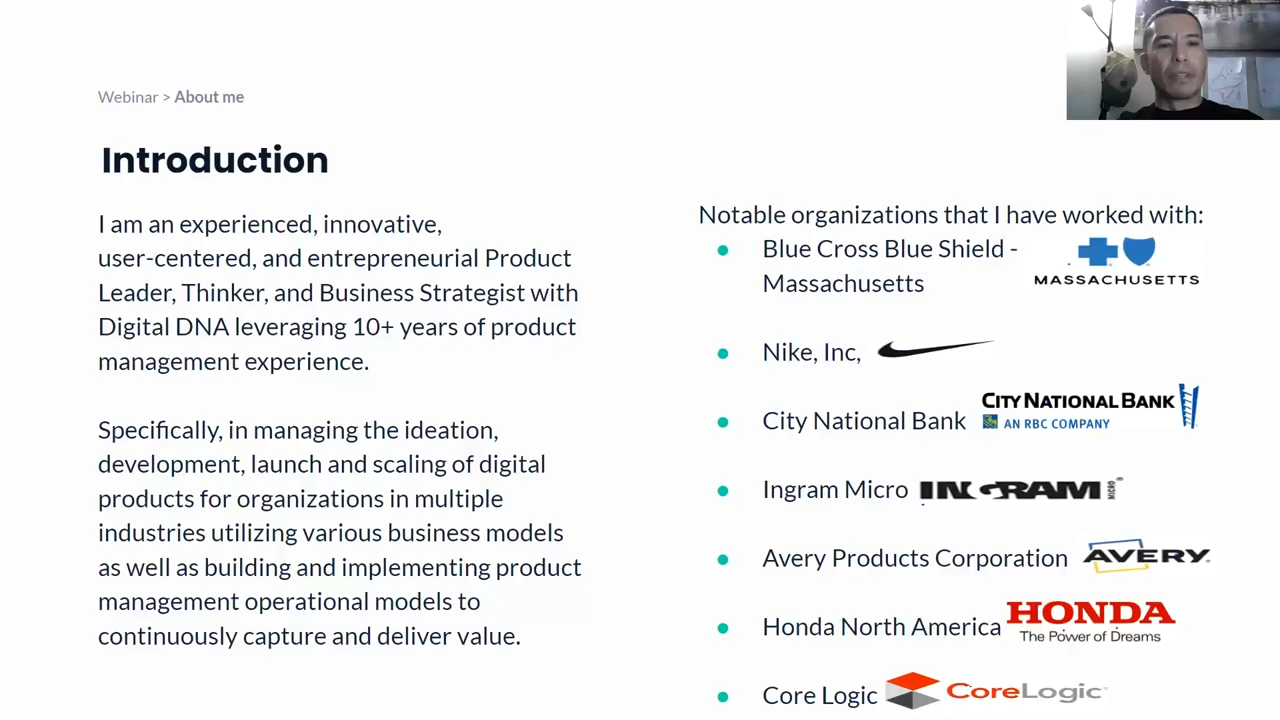 Webinar > About me
Introduction
I am an experienced, innovative,
user-centered, and entrepreneurial Product
Leader, Thinker, and Business Strategist with
Digital DNA leveraging 10+ years of product
management experience.
Specifically, in managing the ideation,
development, launch and scaling of digital
products for organizations in multiple
industries utilizing various business models
as well as building and implementing product
management operational models to
continuously capture and deliver value.
Notable organizations that I have worked with:
Blue Cross Blue Shield -
Massachusetts
MASSACHUSETTS
Nike, Inc,
City National Bank
CITY NATIONAL BANK
AN RBC COMPANY
Ingram Micro
INGRAM MICRO
Avery Products Corporation
AVERY
Honda North America
HONDA
The Power of Dreams
Core Logic
CoreLogic